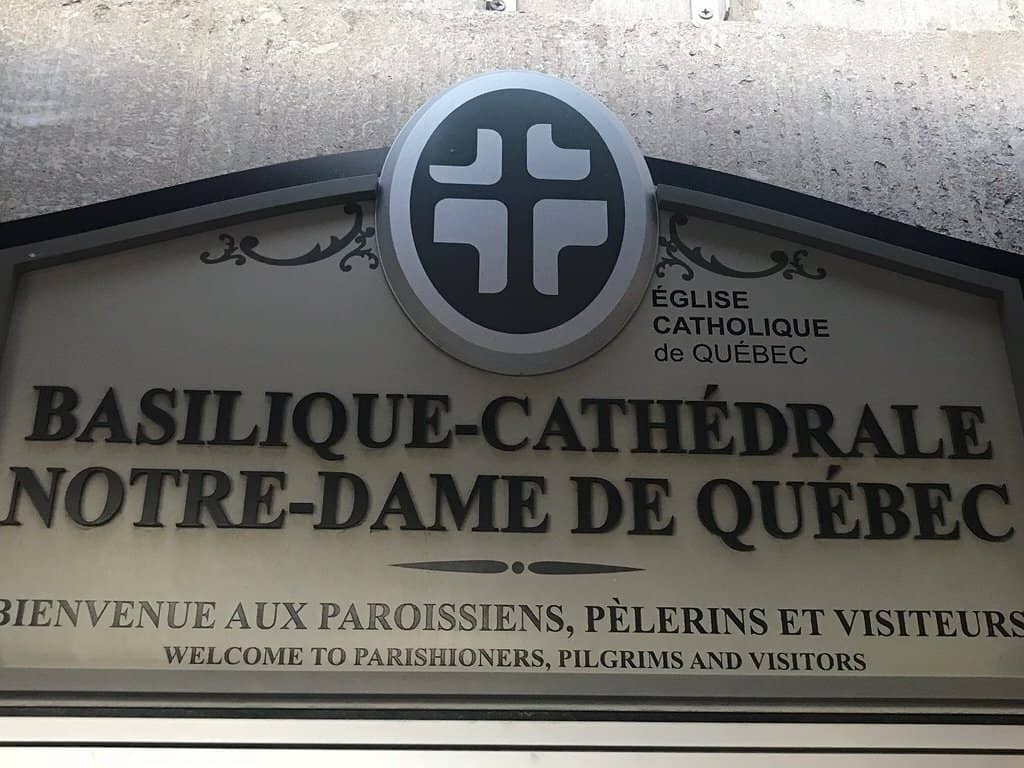 ÉGLISE
CATHOLIQUE
de QUÉBEC
BASILIQUE-CATHÉDRALE
NOTRE-DAME DE QUÉBEC
BIENVENUE AUX PAROISSIENS, PÈLERINS ET VISITEURS
WELCOME TO PARISHIONERS, PILGRIMS AND VISITORS